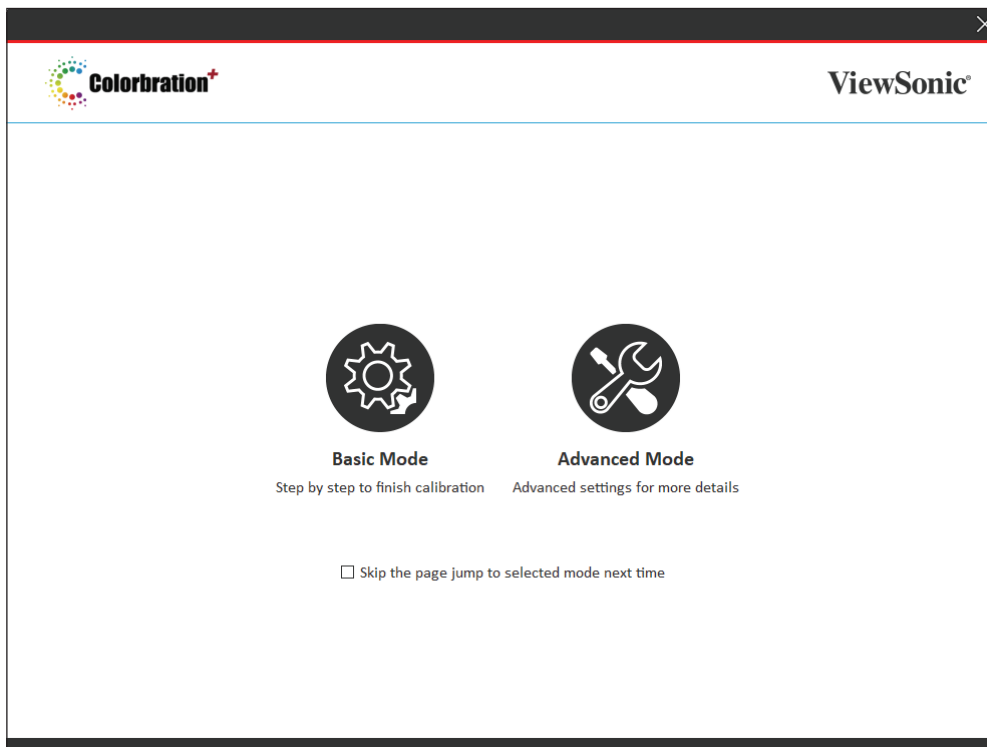 Colorbration+
ViewSonic®
Basic Mode
Advanced Mode
Step by step to finish calibration
Advanced settings for more details
Skip the page jump to selected mode next time